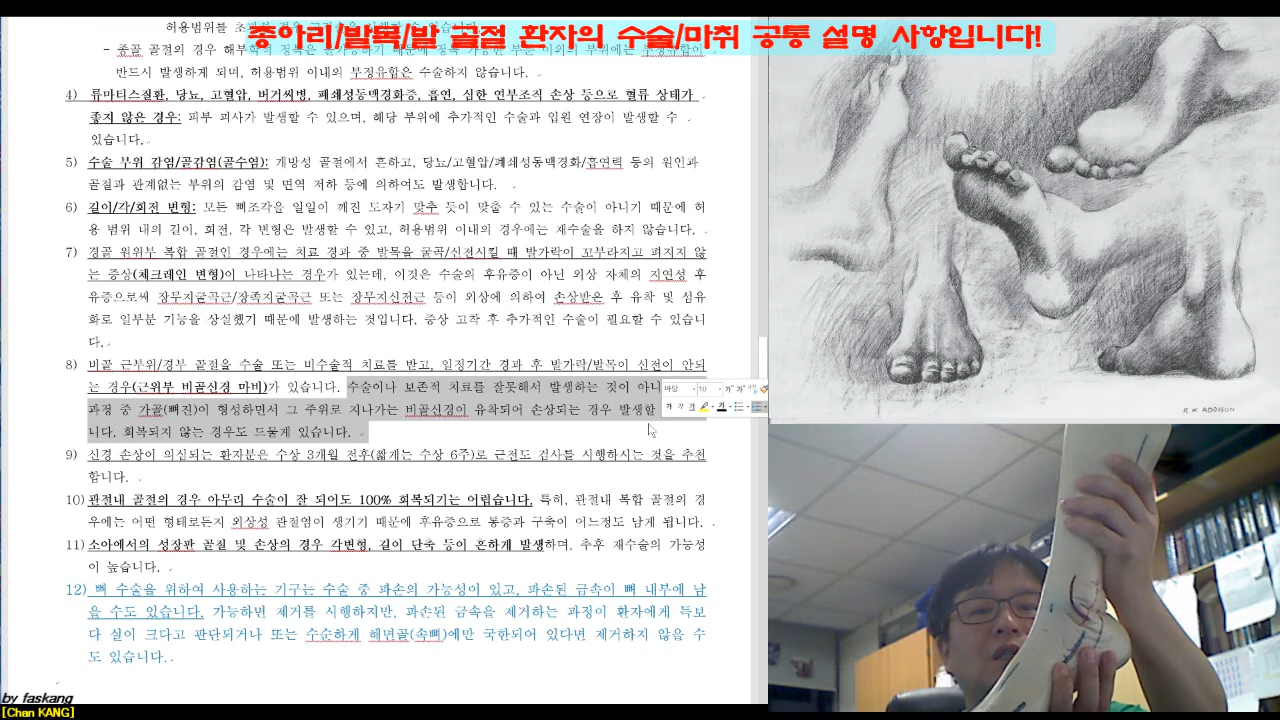 종아리/발목/발 골절 환자의 수술/마취 공통 설명 사항입니다!
- 종골 골절의 경우 해부
반드시 발생하게 되며, 허용범위 이내의 부정유합은 수술하지 않습니다.
4) 류마티스질환, 당뇨, 고혈압, 버거씨병, 폐쇄성동맥경화증, 흡연, 심한 연부조직 손상 등으로 혈류 상태가
좋지 않은 경우: 피부 괴사가 발생할 수 있으며, 해당 부위에 추가적인 수술과 입원 연장이 발생할 수
있습니다.
5) 수술 부위 감염/골감염(골수염): 개방성 골절에서 흔하고, 당뇨/고혈압/폐쇄성동맥경화/흡연력 등의 원인과
골절과 관계없는 부위의 감염 및 면역 저하 등에 의하여도 발생합니다.
6) 길이/각/회전 변형: 모든 뼈조각을 일일이 깨진 도자기 맞추 듯이 맞출 수 있는 수술이 아니기 때문에 허
용 범위 내의 길이, 회전, 각 변형은 발생할 수 있고, 허용범위 이내의 경우에는 재수술을 하지 않습니다.
7) 경골 원위부 복합 골절인 경우에는 치료 경과 중 발목을 굴곡/신전시킬 때 발가락이 꼬부라지고 펴지지 않
는 증상(체크레인 변형)이 나타나는 경우가 있는데, 이것은 수술의 후유증이 아닌 외상 자체의 지연성 후
유증으로써 장무지굴곡근/장족지굴곡근 또는 장무지신전근 등이 외상에 의하여 손상받은 후 유착 및 섬유
화로 일부분 기능을 상실했기 때문에 발생하는 것입니다. 증상 고착 후 추가적인 수술이 필요할 수 있습니
다.
8) 비골 근부위/경부 골절을 수술 또는 비수술적 치료를 받고, 일정기간 경과 후 발가락/발목이 신전이 안되
는 경우(근위부 비골신경 마비)가 있습니다. 수술이나 보존적 치료를 잘못해서 발생하는 것이 아니
과정 중 가골(뼈진)이 형성하면서 그 주위로 지나가는 비골신경이 되어 손상되는 경우 발생할
니다. 회복되지 않는 경우도 드물게 있습니다.
바탕 10 가 가
가 가 가 가
9) 신경 손상이 의심되는 환자분은 수상 3개월 전후(짧게는 수상 6주)로 근전도 검사를 시행하시는 것을 추천
합니다.
10) 관절내 골절의 경우 아무리 수술이 잘 되어도 100% 회복되기는 어렵습니다. 특히, 관절내 복합 골절의 경
우에는 어떤 형태로든지 외상성 관절염이 생기기 때문에 후유증으로 통증과 구축이 어느정도 남게 됩니다.
11) 소아에서의 성장판 골절 및 손상의 경우 각변형, 길이 단축 등이 흔하게 발생하며, 추후 재수술의 가능성
이 높습니다.
12) 뼈 수술을 위하여 사용하는 기구는 수술 중 파손의 가능성이 있고, 파손된 금속이 뼈 내부에 남
을 수도 있습니다. 가능하면 제거를 시행하지만, 파손된 금속을 제거하는 과정이 환자에게 득보
다 실이 크다고 판단되거나 또는 수술하게 해면골(속뼈)에만 국한되어 있다면 제거하지 않을 수
도 있습니다.
R W ADDISON
by faskang
[Chan KANG]